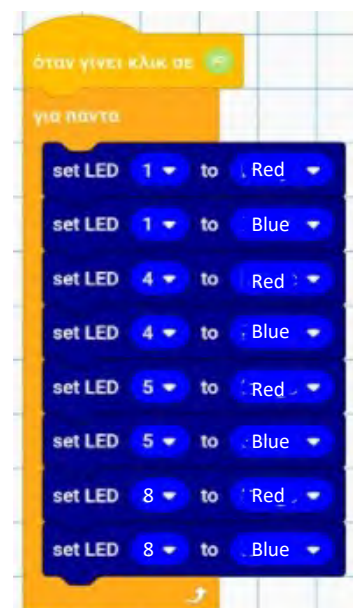 όταν γίνει κλικ σε
για πάντα
set LED 1 to Red
set LED 1 to Blue
set LED 4 to Red
set LED 4 to Blue
set LED 5 to Red
set LED 5 to Blue
set LED 8 to Red
set LED 8 to Blue